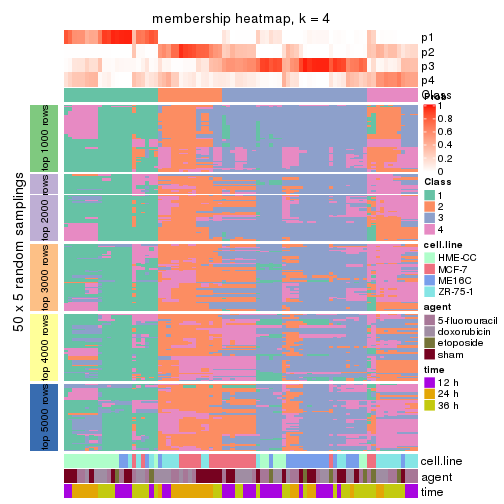 membership heatmap, k = 4
p1
p2
p3
p4
Class
Prob
1
0.8
0.6
0.4
0.2
0
Class
1
2
3
4
cell.line
HME-CC
MCF-7
ME16C
ZR-75-1
agent
5-fluorouracil
doxorubicin
etoposide
sham
time
12 h
24 h
36 h
50 x 5 random samplings
top 1000 rows
top 2000 rows
top 3000 rows
top 4000 rows
top 5000 rows
cell.line
agent
time